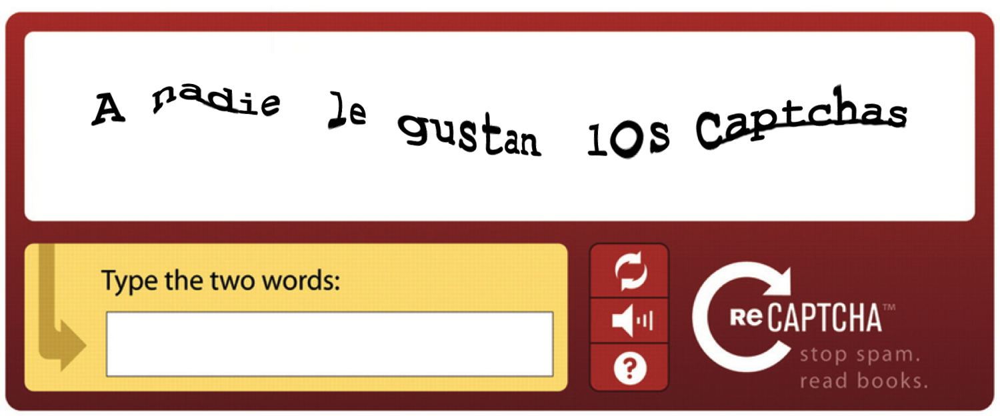 A nadie le gustan los Captchas
Type the two words:
?
ReCAPTCHA™
stop spam.
read books.